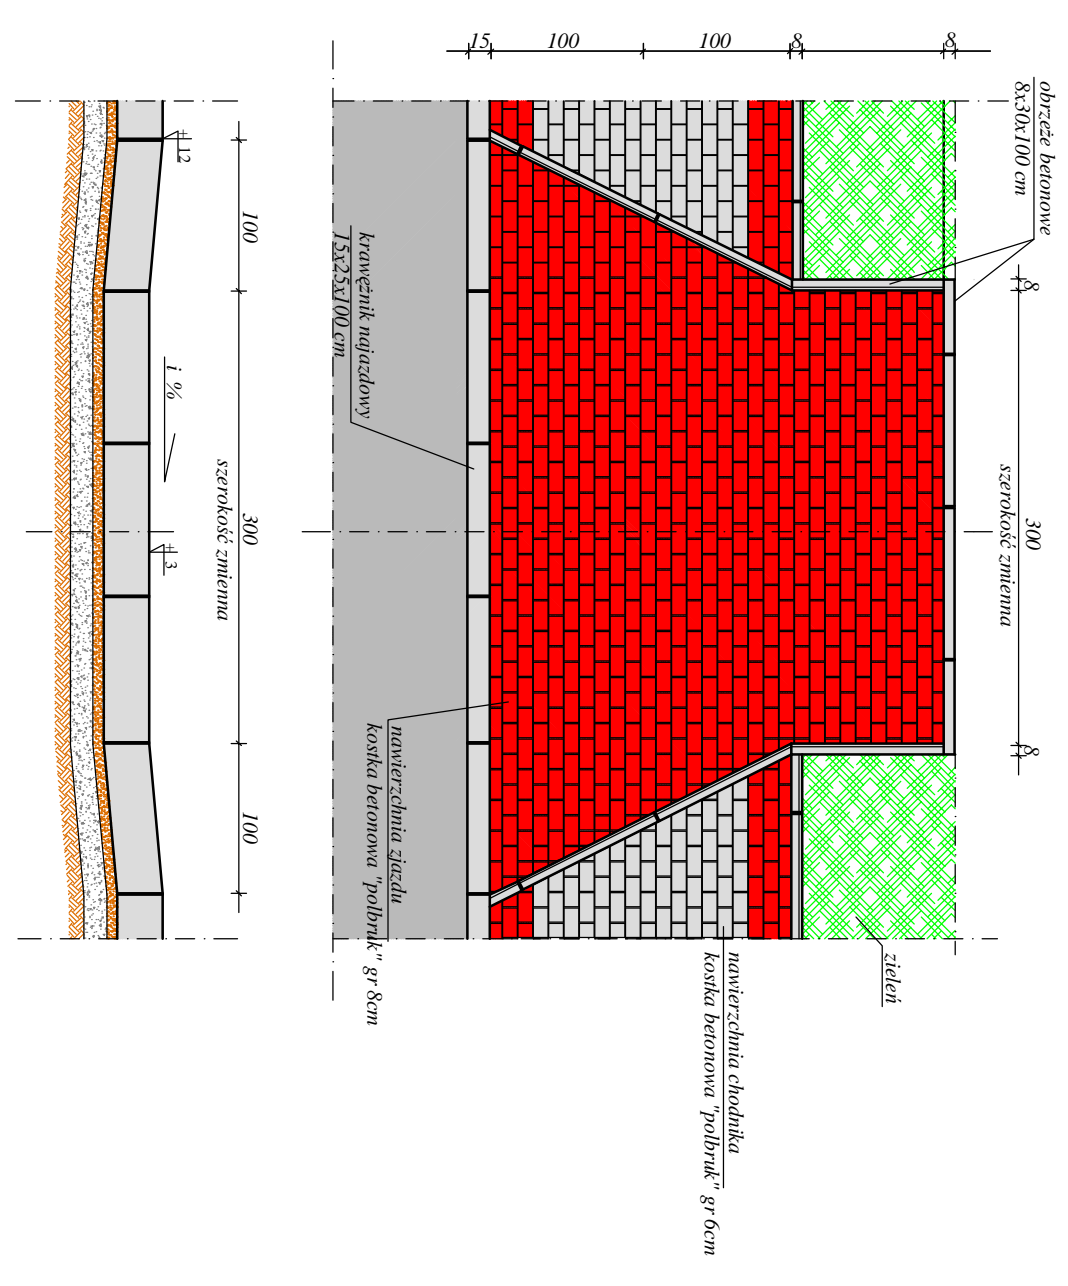 15
100
100
8
8
obrzeże betonowe
8x30x100 cm
8
300
szerokość zmienna
8
krawężnik najazdowy
15x25x100 cm
nawierzchnia zjazdu
kostka betonowa "polbruk" gr 8cm
nawierzchnia chodnika
kostka betonowa "polbruk" gr 6cm
zieleń
100
300
szerokość zmienna
100
+12
i %
+3